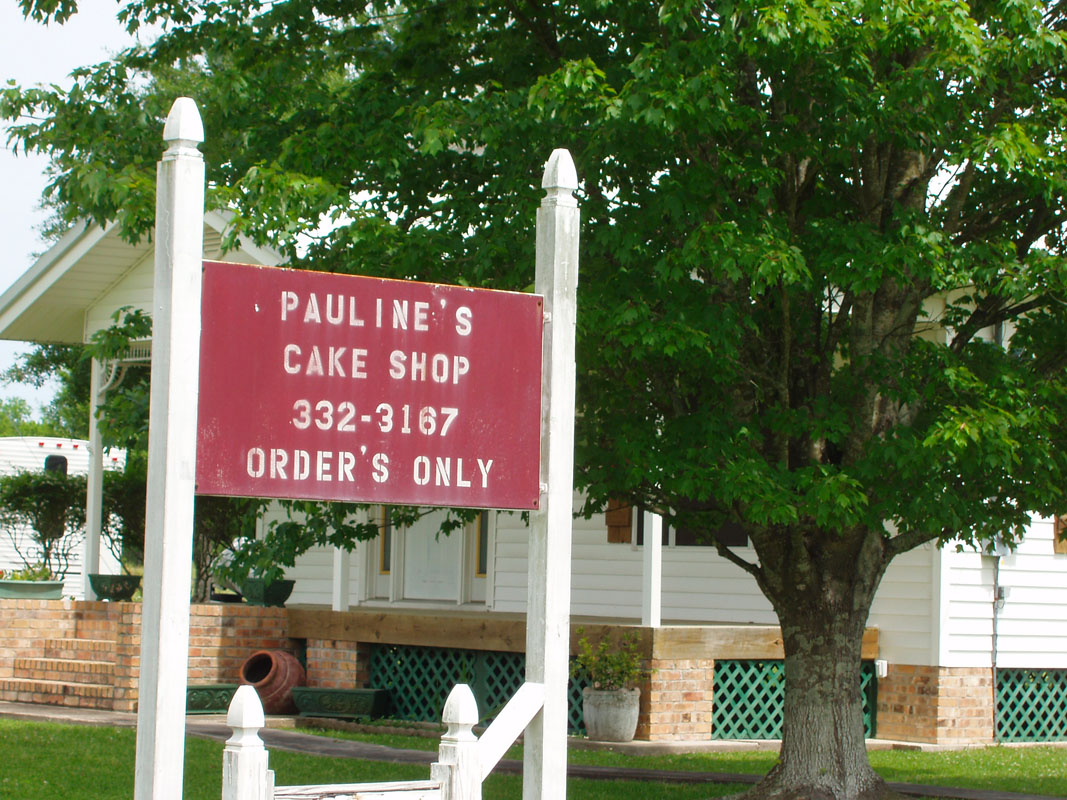 PAULINE'S
CAKE SHOP
332-3167
ORDER'S ONLY